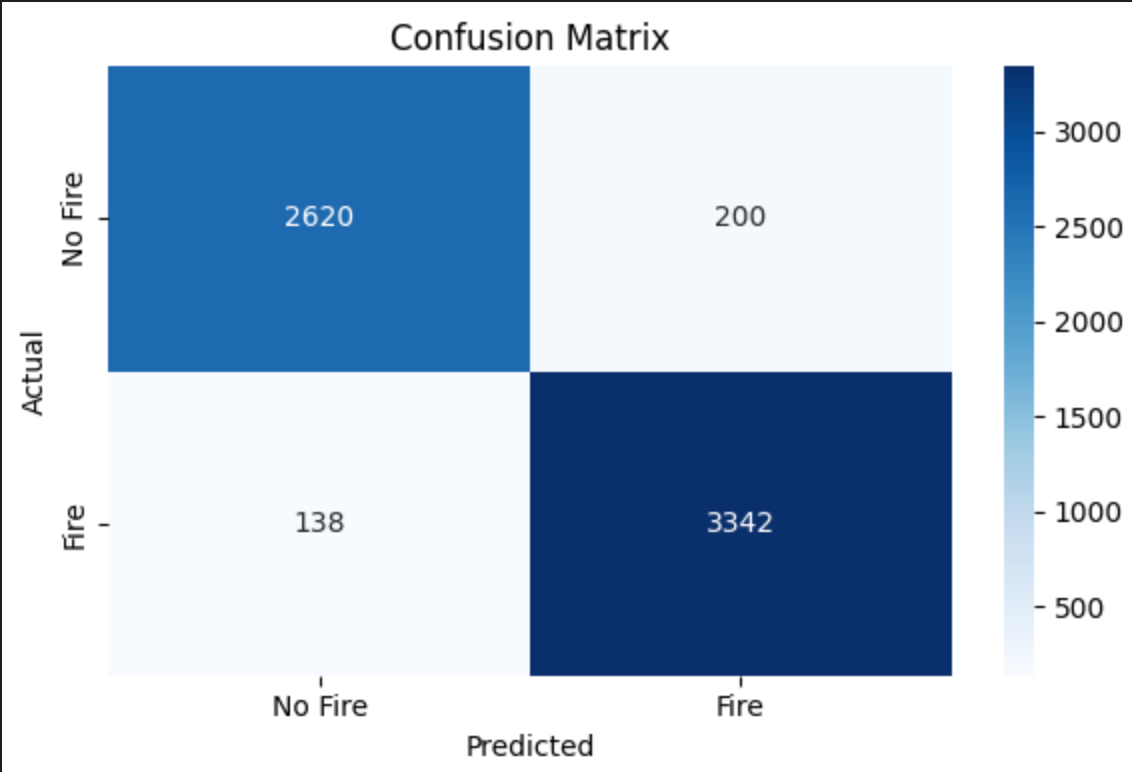 Confusion Matrix
No Fire
2620
200
Actual
Fire
138
3342
No Fire
Fire
Predicted
3000
2500
2000
1500
1000
500